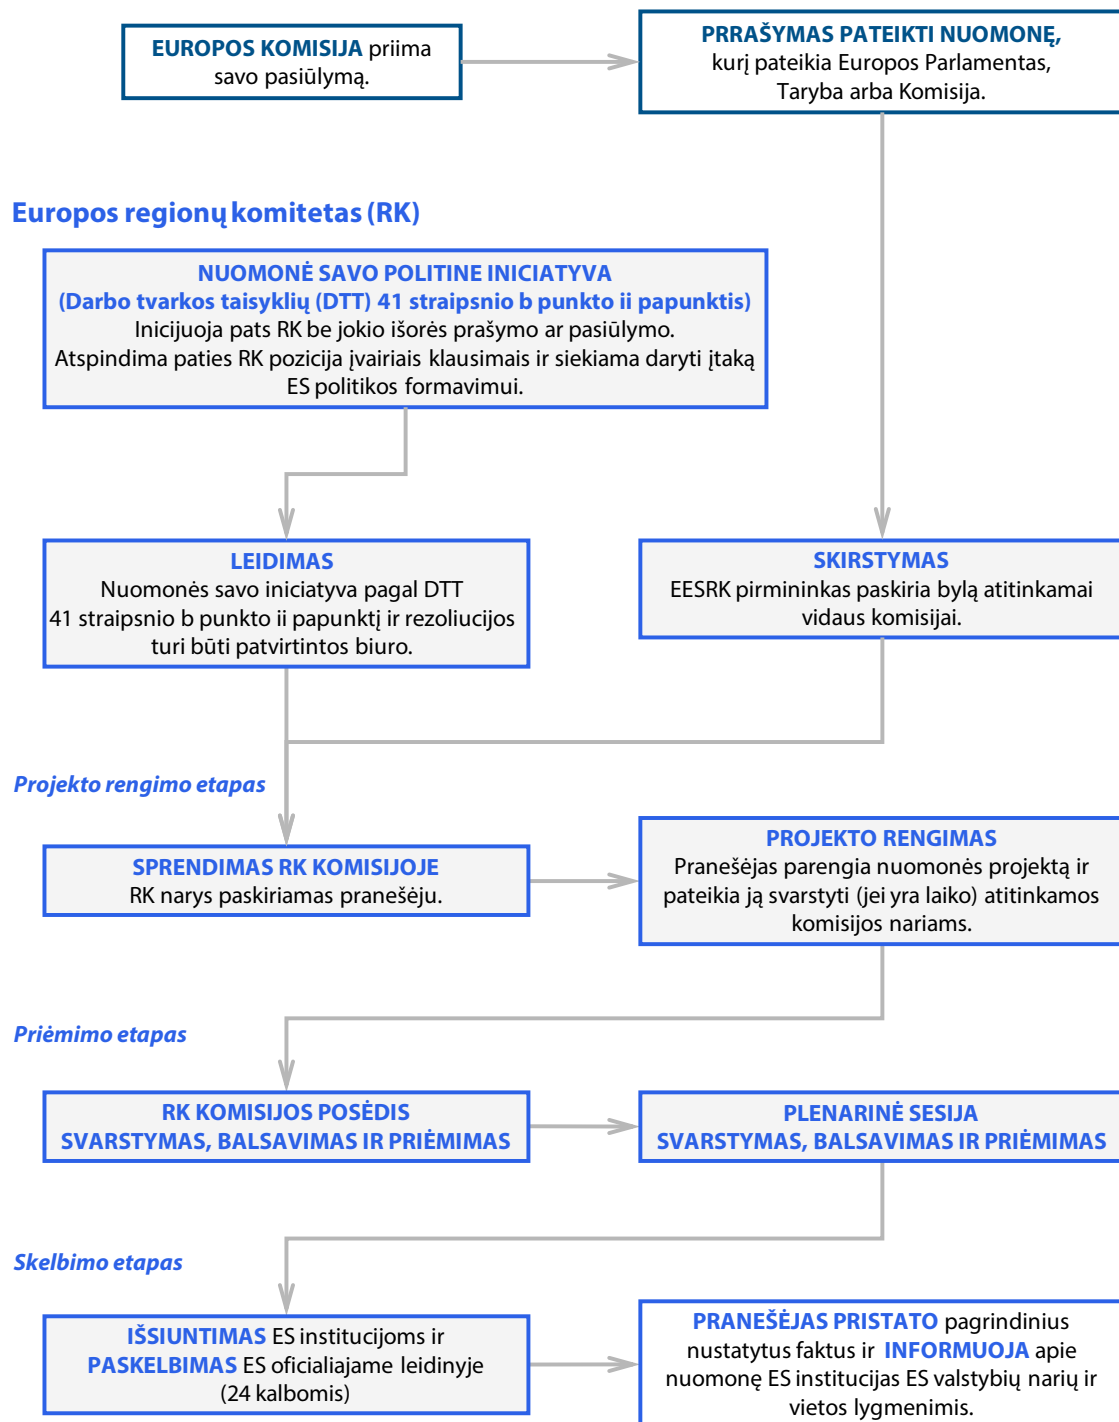 EUROPOS KOMISIJA priima
savo pasiūlymą.
PRRAŠYMAS PATEIKTI NUOMONĘ,
kurį pateikia Europos Parlamentas,
Taryba arba Komisija.
Europos regionų komitetas (RK)
NUOMONĖ SAVO POLITINE INICIATYVA
(Darbo tvarkos taisyklių (DTT) 41 straipsnio b punkto ii papunktis)
Inicijuoja pats RK be jokio išorės prašymo ar pasiūlymo.
Atspindima paties RK pozicija įvairiais klausimais ir siekiama daryti įtaką
ES politikos formavimui.
LEIDIMAS
Nuomonės savo iniciatyva pagal DTT
41 straipsnio b punkto ii papunktį ir rezoliucijos
turi būti patvirtintos biuro.
SKIRSTYMAS
EESRK pirmininkas paskiria bylą atitinkamai
vidaus komisijai.
Projekto rengimo etapas
SPRENDIMAS RK KOMISIJOJE
RK narys paskiriamas pranešėju.
PROJEKTO RENGIMAS
Pranešėjas parengia nuomonės projektą ir
pateikia ją svarstyti (jei yra laiko) atitinkamos
komisijos nariams.
Priėmimo etapas
RK KOMISIJOS POSĖDIS
SVARSTYMAS, BALSAVIMAS IR PRIĖMIMAS
PLENARINĖ SESIJA
SVARSTYMAS, BALSAVIMAS IR PRIĖMIMAS
Skelbimo etapas
IŠSIUNTIMAS ES institucijoms ir
PASKELBIMAS ES oficialiajame leidinyje
(24 kalbomis)
PRANEŠĖJAS PRISTATO pagrindinius
nustatytus faktus ir INFORMUOJA apie
nuomonę ES institucijas ES valstybių narių ir
vietos lygmenimis.